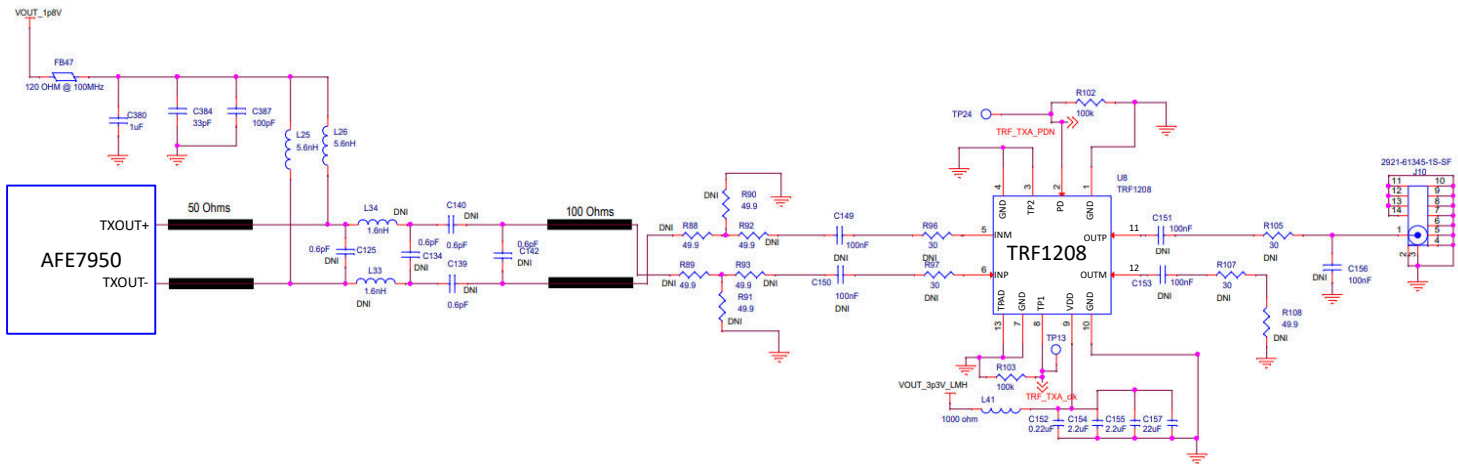 VOUT_1p8V
FB47
120 OHM @ 100MHz
C380
1uF
C384
33pF
C387
100pF
L25
5.6nH
L26
5.6nH
AFE7950
TXOUT+
TXOUT-
50 Ohms
L34
1.6nH
DNI
C140
DNI
0.6pF
0.6pF
C125
DNI
0.6pF
C134
DNI
0.6pF
C142
DNI
L33
1.6nH
DNI
C139
DNI
0.6pF
100 Ohms
DNI
R90
49.9
R88
DNI
49.9
R92
49.9
DNI
R89
DNI
49.9
R93
49.9
DNI
R91
49.9
DNI
C149
100nF
DNI
C150
100nF
DNI
R96
30
DNI
R97
30
DNI
TP24
R102
100k
TRF_TXA_PDN
U8
TRF1208
4
3
2
1
GND
TP2
PD
GND
5
INM
6
INP
TRF1208
OUTP
11
OUTM
12
TPAD
GND
TP1
VDD
GND
13
7
8
9
10
TP13
R103
100k
TRF_TXA_clk
VOUT_3p3V_LMH
L41
1000 ohm
C152
0.22uF
C154
2.2uF
C155
2.2uF
C157
22uF
C151
100nF
DNI
R105
30
DNI
C153
100nF
DNI
R107
30
DNI
R108
49.9
DNI
C156
100nF
DNI
2921-61345-1S-SF
J10
11
12
13
14
10
9
8
7
6
5
4
1
2
3